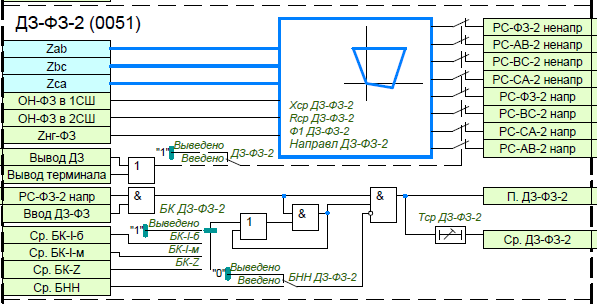 ДЗ-ФЗ-2 (0051)
Zab
Zbc
Zca
ОН-ФЗ в 1СШ
ОН-ФЗ в 2СШ
Zнг-ФЗ
Xср ДЗ-ФЗ-2
Rср ДЗ-ФЗ-2
Ф1 ДЗ-ФЗ-2
Направл ДЗ-ФЗ-2
РС-ФЗ-2 ненапр
РС-АВ-2 ненапр
РС-ВС-2 ненапр
РС-СА-2 ненапр
РС-ФЗ-2 напр
РС-ВС-2 напр
РС-СА-2 напр
РС-АВ-2 напр
Вывод ДЗ
Вывод терминала
1
"1"
Выведено
Введено
ДЗ-ФЗ-2
РС-ФЗ-2 напр
Ввод ДЗ-ФЗ
&
БК ДЗ-ФЗ-2
"1"
Выведено
БК-I-б
БК-I-м
БК-Z
Ср. БК-I-б
Ср. БК-I-м
Ср. БК-Z
Ср. БНН
1
&
&
"0"
Выведено
Введено
БНН ДЗ-ФЗ-2
Tср ДЗ-ФЗ-2
П. ДЗ-ФЗ-2
Ср. ДЗ-ФЗ-2